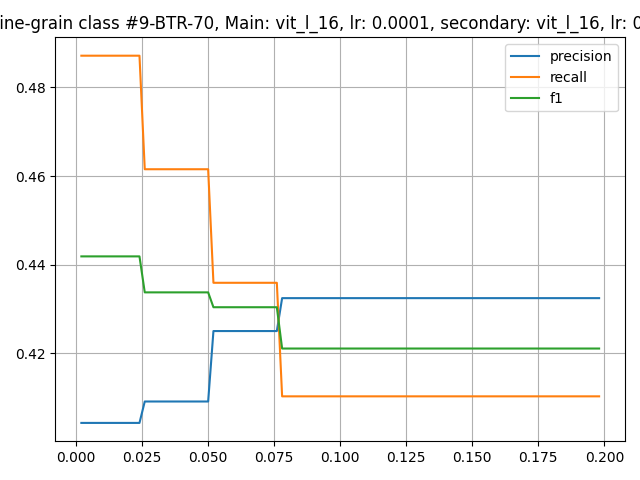 ine-grain class #9-BTR-70, Main: vit_l_16, lr: 0.0001, secondary: vit_l_16, lr: 0
precision
recall
f1
0.48
0.46
0.44
0.42
0.000 0.025 0.050 0.075 0.100 0.125 0.150 0.175 0.200